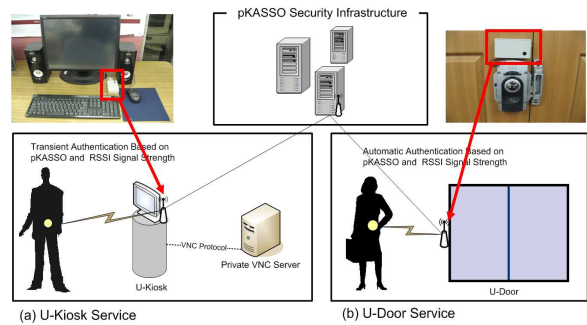 pKASSO Security Infrastructure
Transient Authentication Based on
pKASSO and RSSI Signal Strength
VNC Protocol
Private VNC Server
U-Kiosk
(a) U-Kiosk Service
Automatic Authentication Based on
pKASSO and RSSI Signal Strength
U-Door
(b) U-Door Service